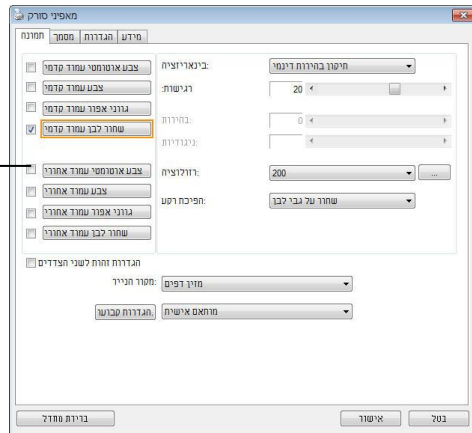 מאפיני סורק
תמונה מסמך הגדרות מידע
צבע אוטומטי עמוד קדמי
צבע עמוד קדמי
גווני אפור עמוד קדמי
שחור לבן עמוד קדמי
צבע אוטומטי עמוד אחורי
צבע עמוד אחורי
גווני אפור עמוד אחורי
שחור לבן עמוד אחורי
בינאריזציה: תיקון בהירות דינמי
רגישות: 20
בהירות: 0
ניגודיות:
רזולוציה: 200 ...
הפיכת רקע: שחור על גבי לבן
הגדרות זהות לשני הצדדים
מקור הנייר: מזין דפים
הגדרות קבועו. מותאם אישית
ברירת מחדל אישור בטל